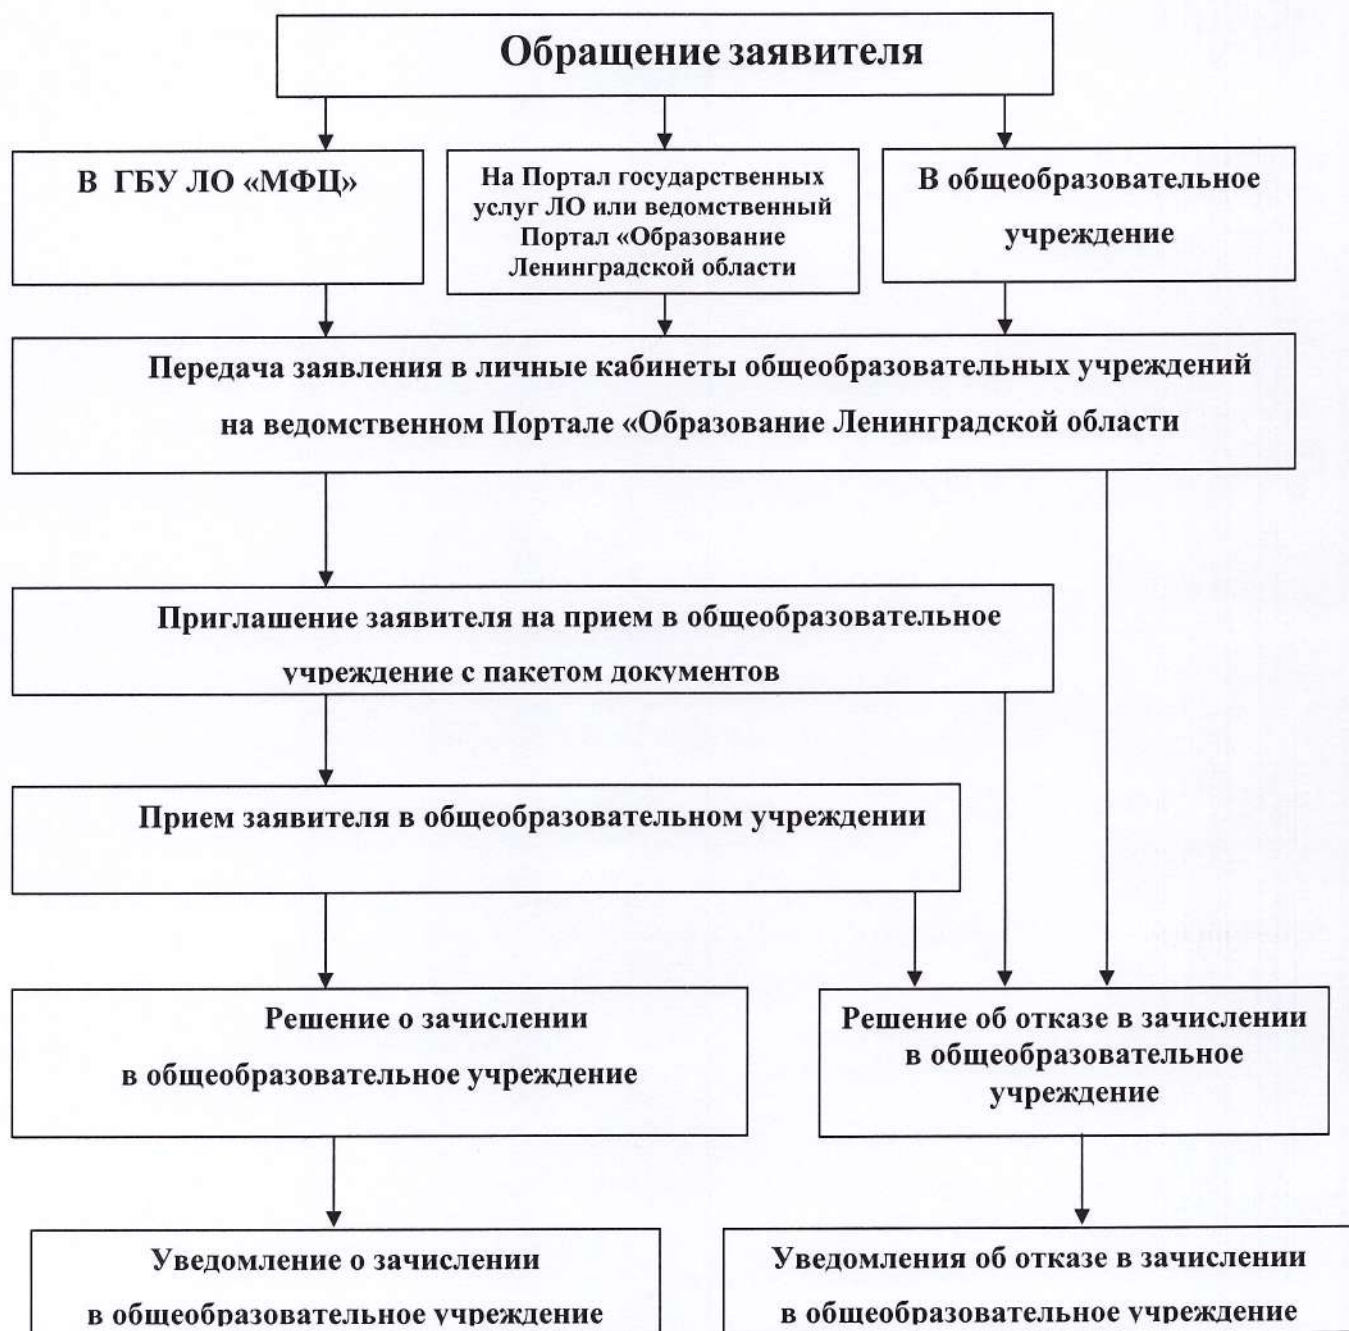 Обращение заявителя
В ГБУ ЛО «МФЦ»
На Портал государственных
услуг ЛО или ведомственный
Портал «Образование
Ленинградской области
В общеобразовательное
учреждение
Передача заявления в личные кабинеты общеобразовательных учреждений
на ведомственном Портале «Образование Ленинградской области
Приглашение заявителя на прием в общеобразовательное
учреждение с пакетом документов
Прием заявителя в общеобразовательном учреждении
Решение о зачислении
в общеобразовательное учреждение
Решение об отказе в зачислении
в общеобразовательное
учреждение
Уведомление о зачислении
в общеобразовательное учреждение
Уведомления об отказе в зачислении
в общеобразовательное учреждение